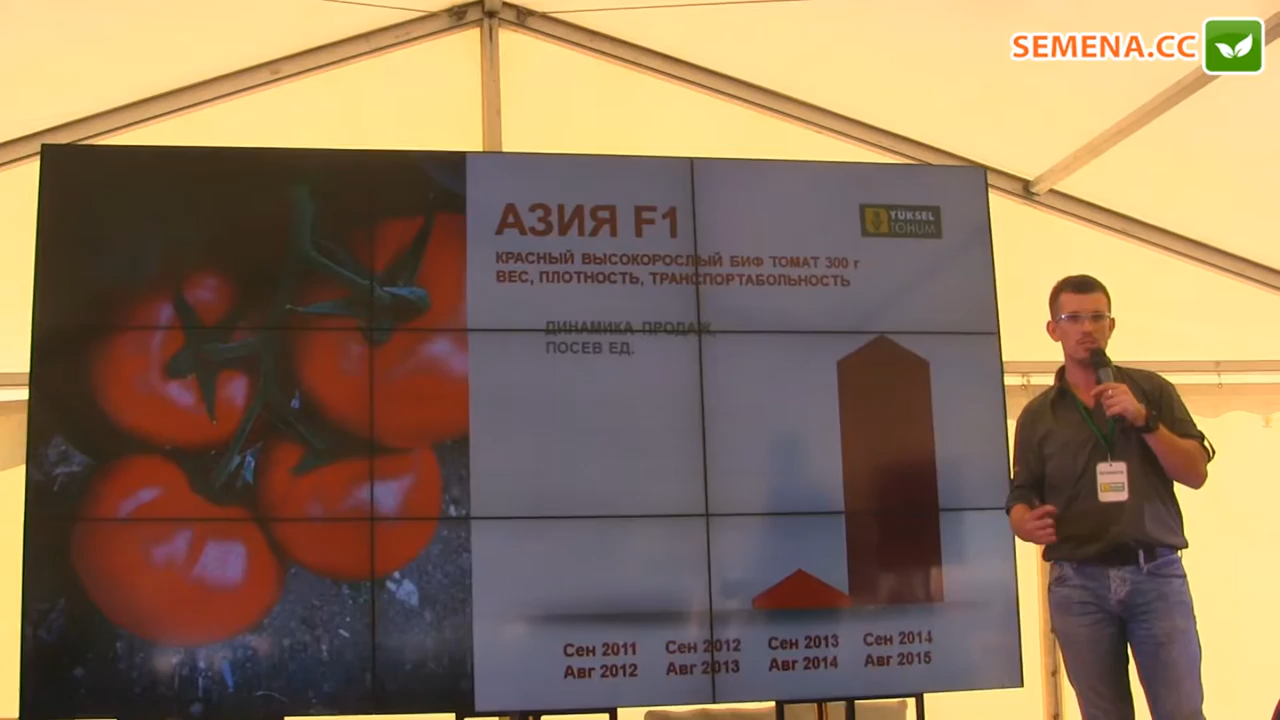 SEMENA.CC
АЗИЯ F1
YÜKSEL
TOHUM
КРАСНЫЙ ВЫСОКОРОСЛЫЙ БИФ ТОМАТ 300 г
ВЕС, ПЛОТНОСТЬ, ТРАНСПОРТАБОЛЬНОСТЬ
ДИНАМИКА ПРОДАЖ,
ПОСЕВ ЕД.
Сен 2011 Сен 2012 Сен 2013 Сен 2014
Авг 2012 Авг 2013 Авг 2014 Авг 2015